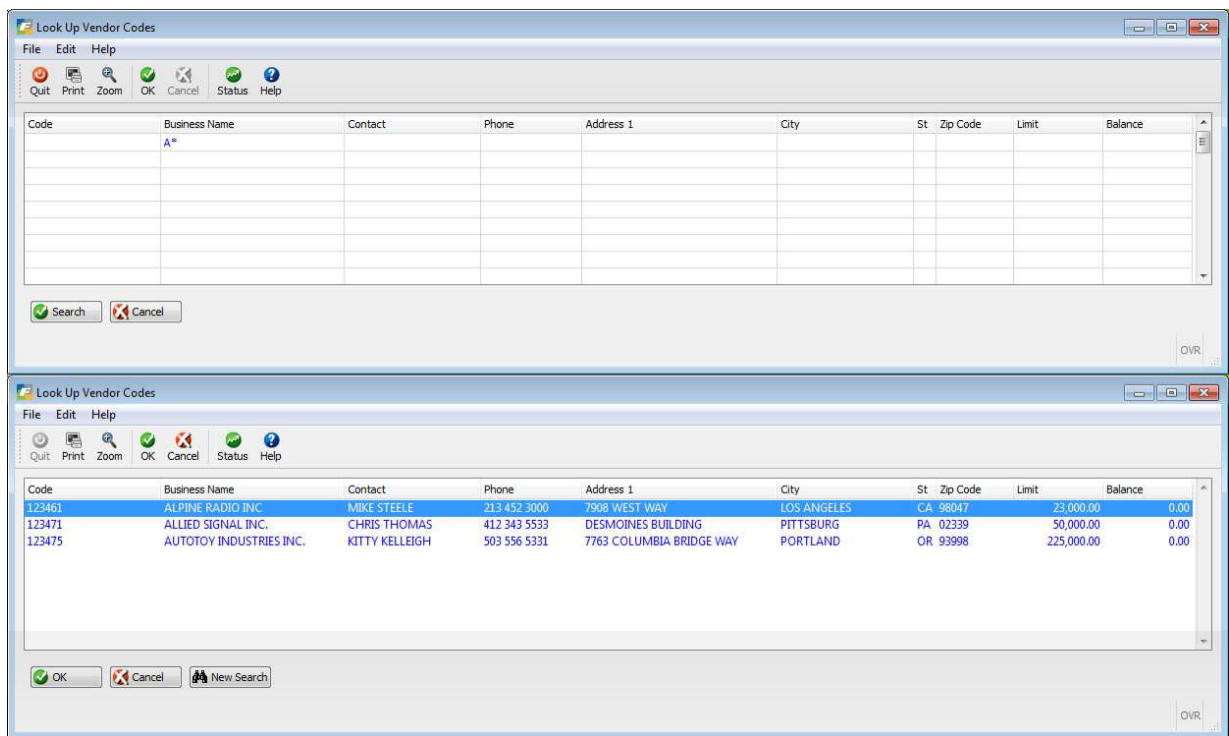 Look Up Vendor Codes
File Edit Help
Quit Print Zoom OK Cancel Status Help
Code Business Name Contact Phone Address 1 City St Zip Code Limit Balance
A*
Search Cancel
OVR
Look Up Vendor Codes
File Edit Help
Quit Print Zoom OK Cancel Status Help
Code Business Name Contact Phone Address 1 City St Zip Code Limit Balance
123461 ALPINE RADIO INC MIKE STEELE 213 452 3000 7908 WEST WAY LOS ANGELES CA 98047 23,000.00 0.00
123471 ALLIED SIGNAL INC. CHRIS THOMAS 412 343 5533 DESMOINES BUILDING PITTSBURG PA 02339 50,000.00 0.00
123475 AUTOTOY INDUSTRIES INC. KITTY KELLEIGH 503 556 5331 7763 COLUMBIA BRIDGE WAY PORTLAND OR 93998 225,000.00 0.00
OK Cancel New Search
OVR